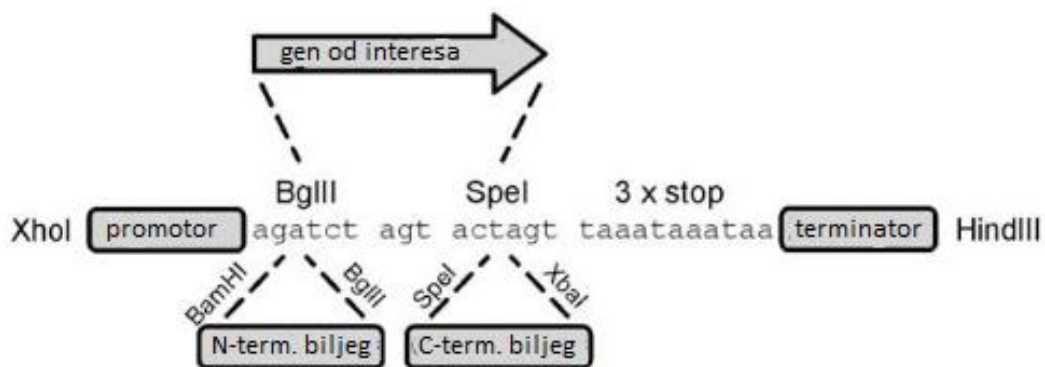 gen od interesa
BglII SpeI 3 x stop
XhoI promotor agatct agt actagt taaataaataa terminator HindIII
BamHI BglII SpeI XbaI
N-term. biljeg C-term. biljeg